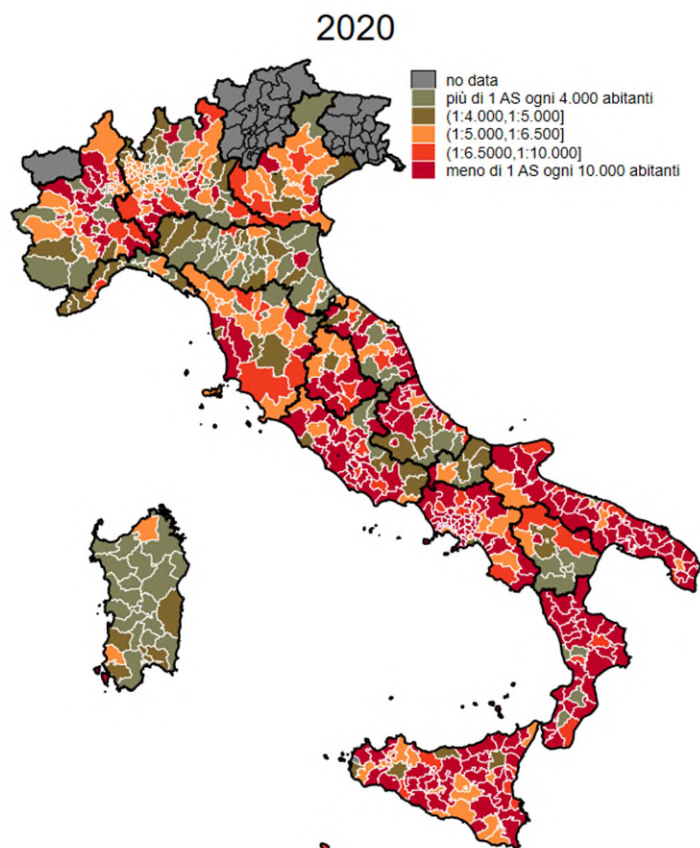 2020
no data
più di 1 AS ogni 4.000 abitanti
(1:4.000,1:5.000]
(1:5.000,1:6.500]
(1:6.5000,1:10.000]
meno di 1 AS ogni 10.000 abitanti